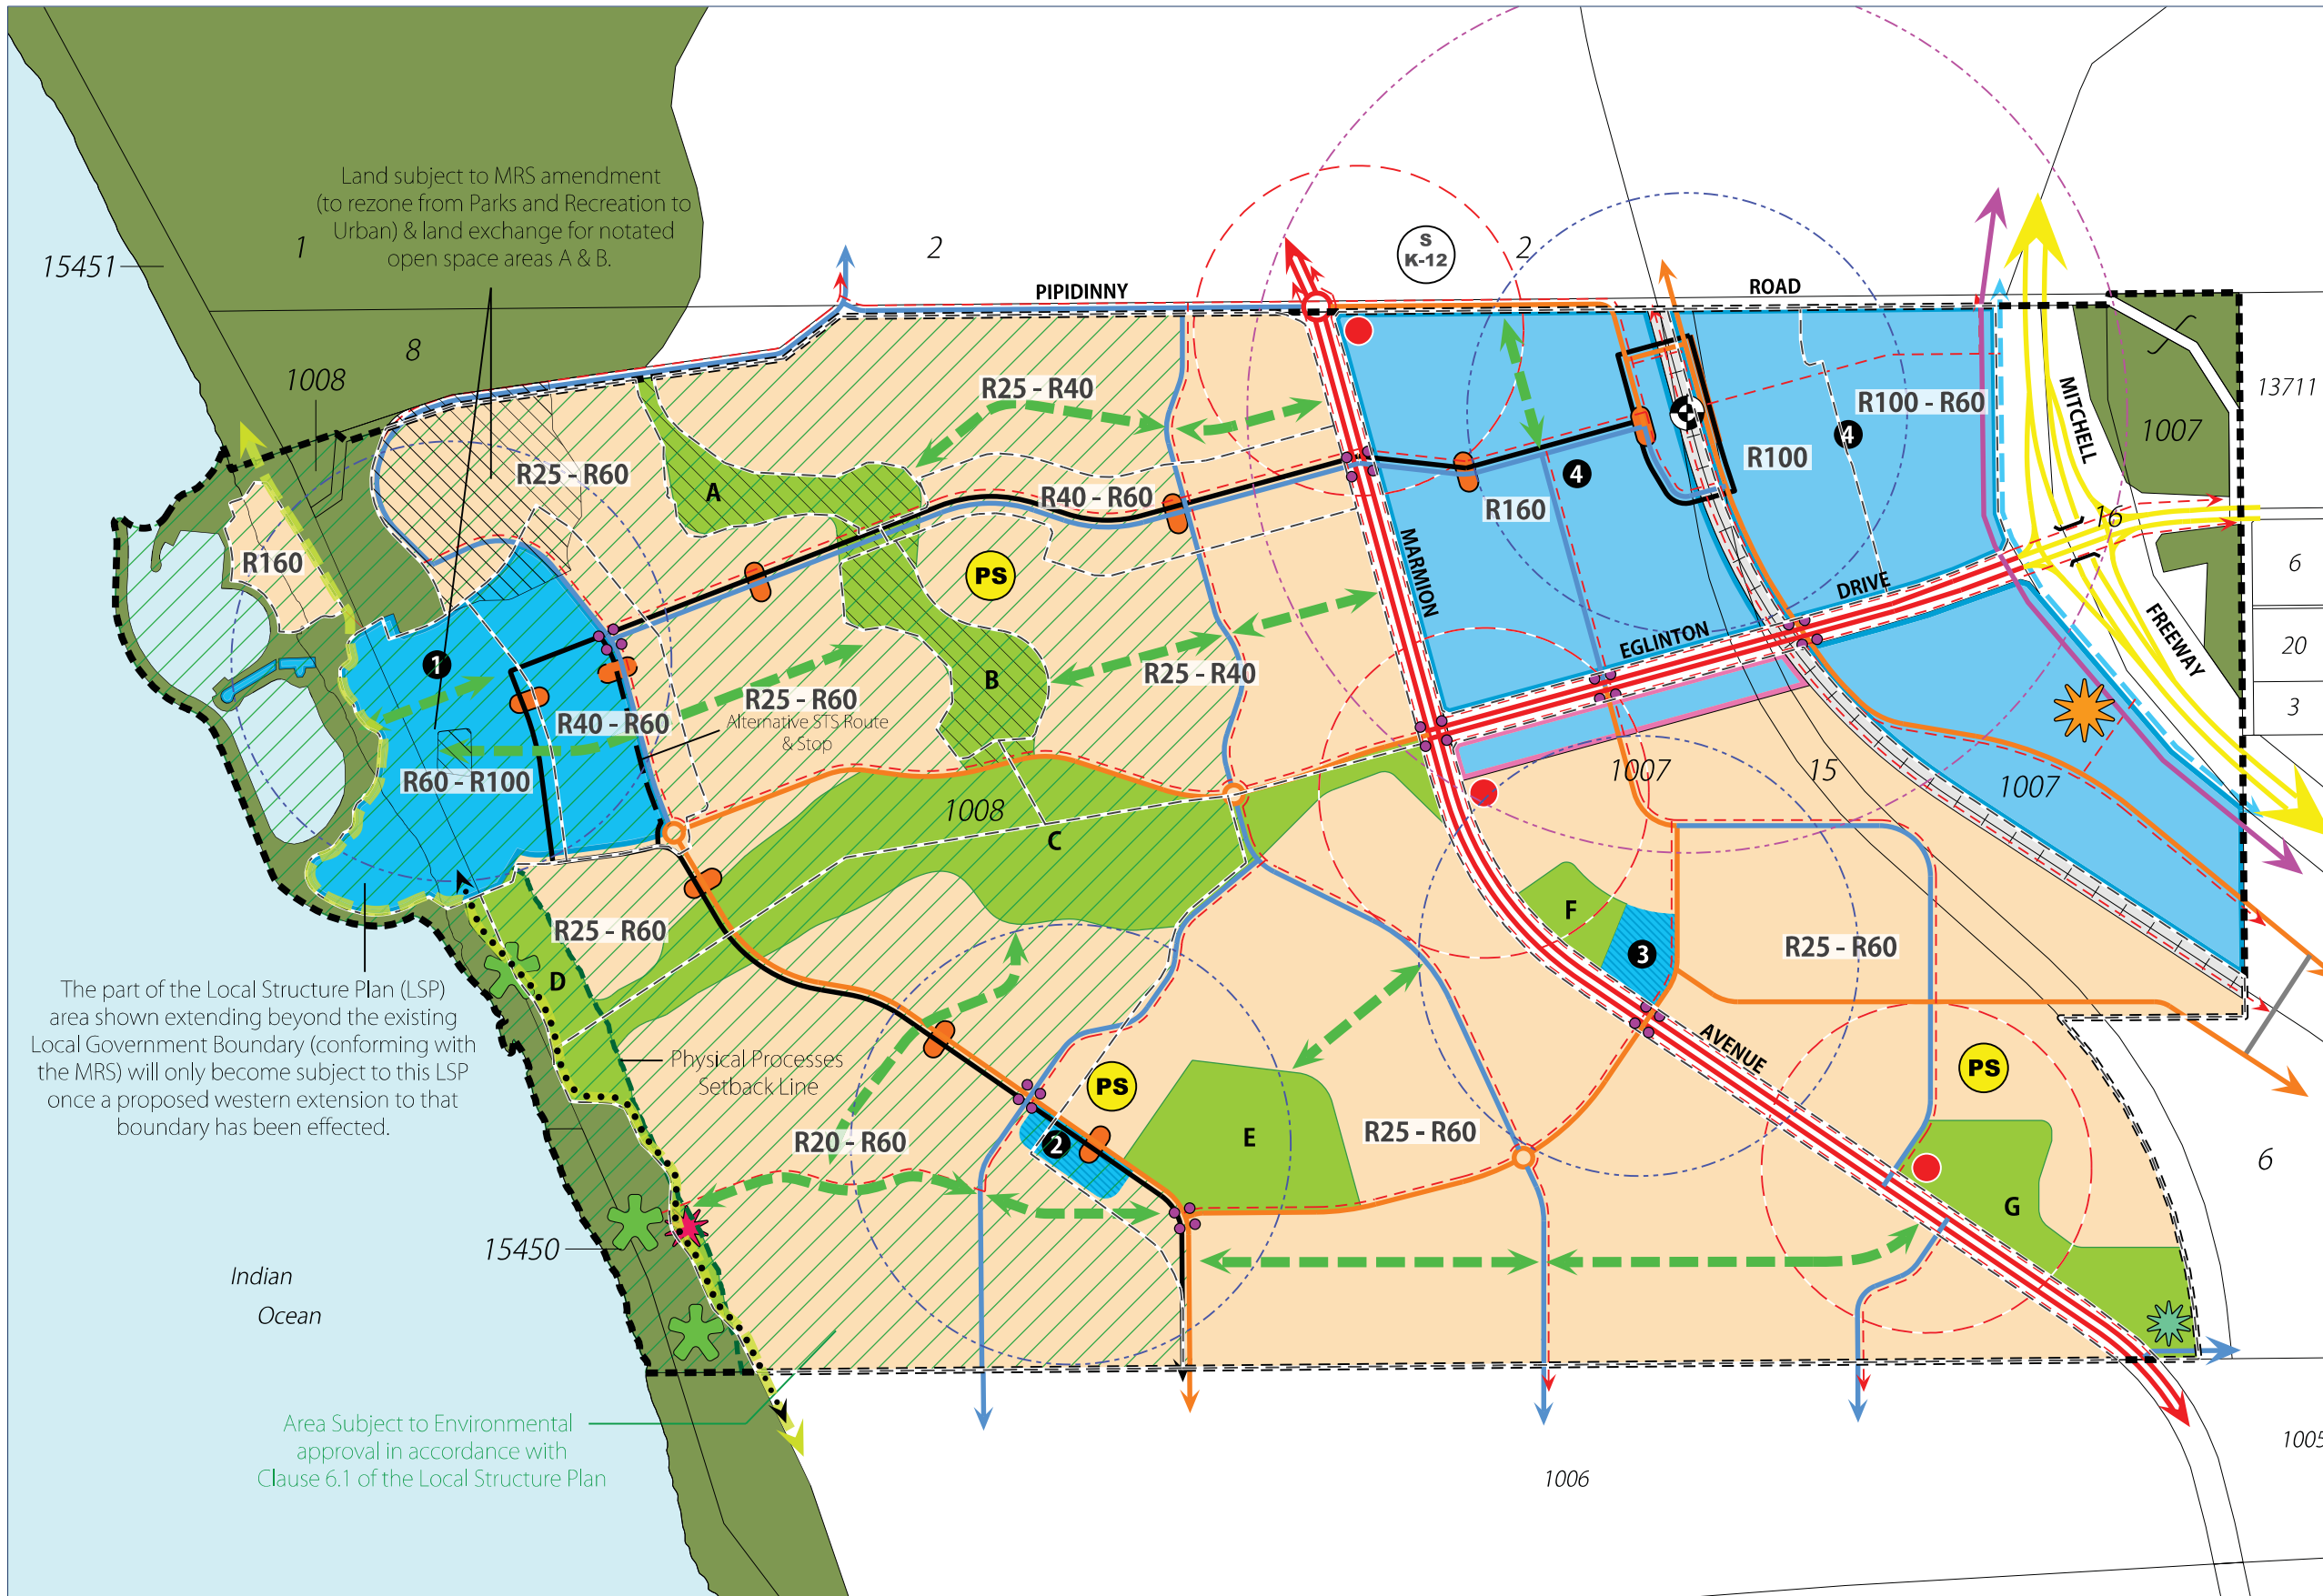 Land subject to MRS amendment
(to rezone from Parks and Recreation to
Urban) & land exchange for notated
open space areas A & B.
1
15451
2
S
K-12
2
PIPIDINNY
ROAD
8
1008
13711
MITCHELL
1007
R25 - R40
R100 - R60
4
R100
R25 - R60
A
R40 - R60
4
R160
16
R160
PS
MARMION
DRIVE
6
EGLINTON
FREEWAY
20
1
B
R25 - R40
R25 - R60
Alternative STS Route
& Stop
R40 - R60
3
R60 - R100
1007
15
1007
1008
C
F
R25 - R60
R25 - R60
3
D
The part of the Local Structure Plan (LSP)
area shown extending beyond the existing
Local Government Boundary (conforming with
the MRS) will only become subject to this LSP
once a proposed western extension to that
boundary has been effected.
Physical Processes
Setback Line
AVENUE
PS
PS
R20 - R60
2
E
R25 - R60
6
G
15450
Indian
Ocean
Area Subject to Environmental
approval in accordance with
Clause 6.1 of the Local Structure Plan
1006
1005